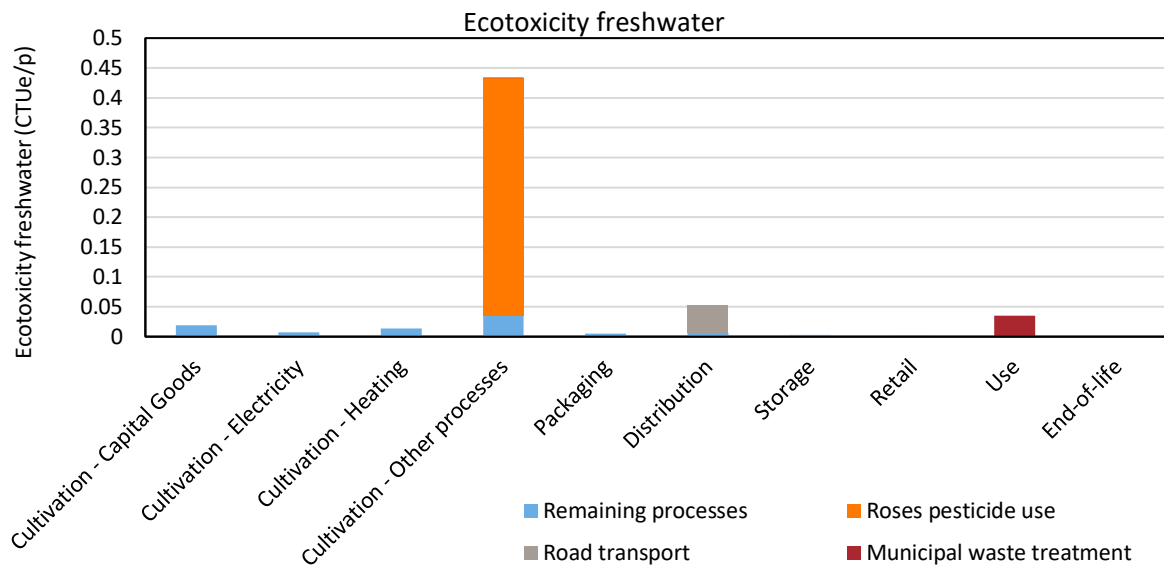 Ecotoxicity freshwater
Ecotoxicity freshwater (CTUe/p)
0.5
0.45
0.4
0.35
0.3
0.25
0.2
0.15
0.1
0.05
0
Cultivation - Capital Goods
Cultivation - Electricity
Cultivation - Heating
Cultivation - Other processes
Packaging
Distribution
Storage
Retail
Use
End-of-life
Remaining processes
Roses pesticide use
Road transport
Municipal waste treatment